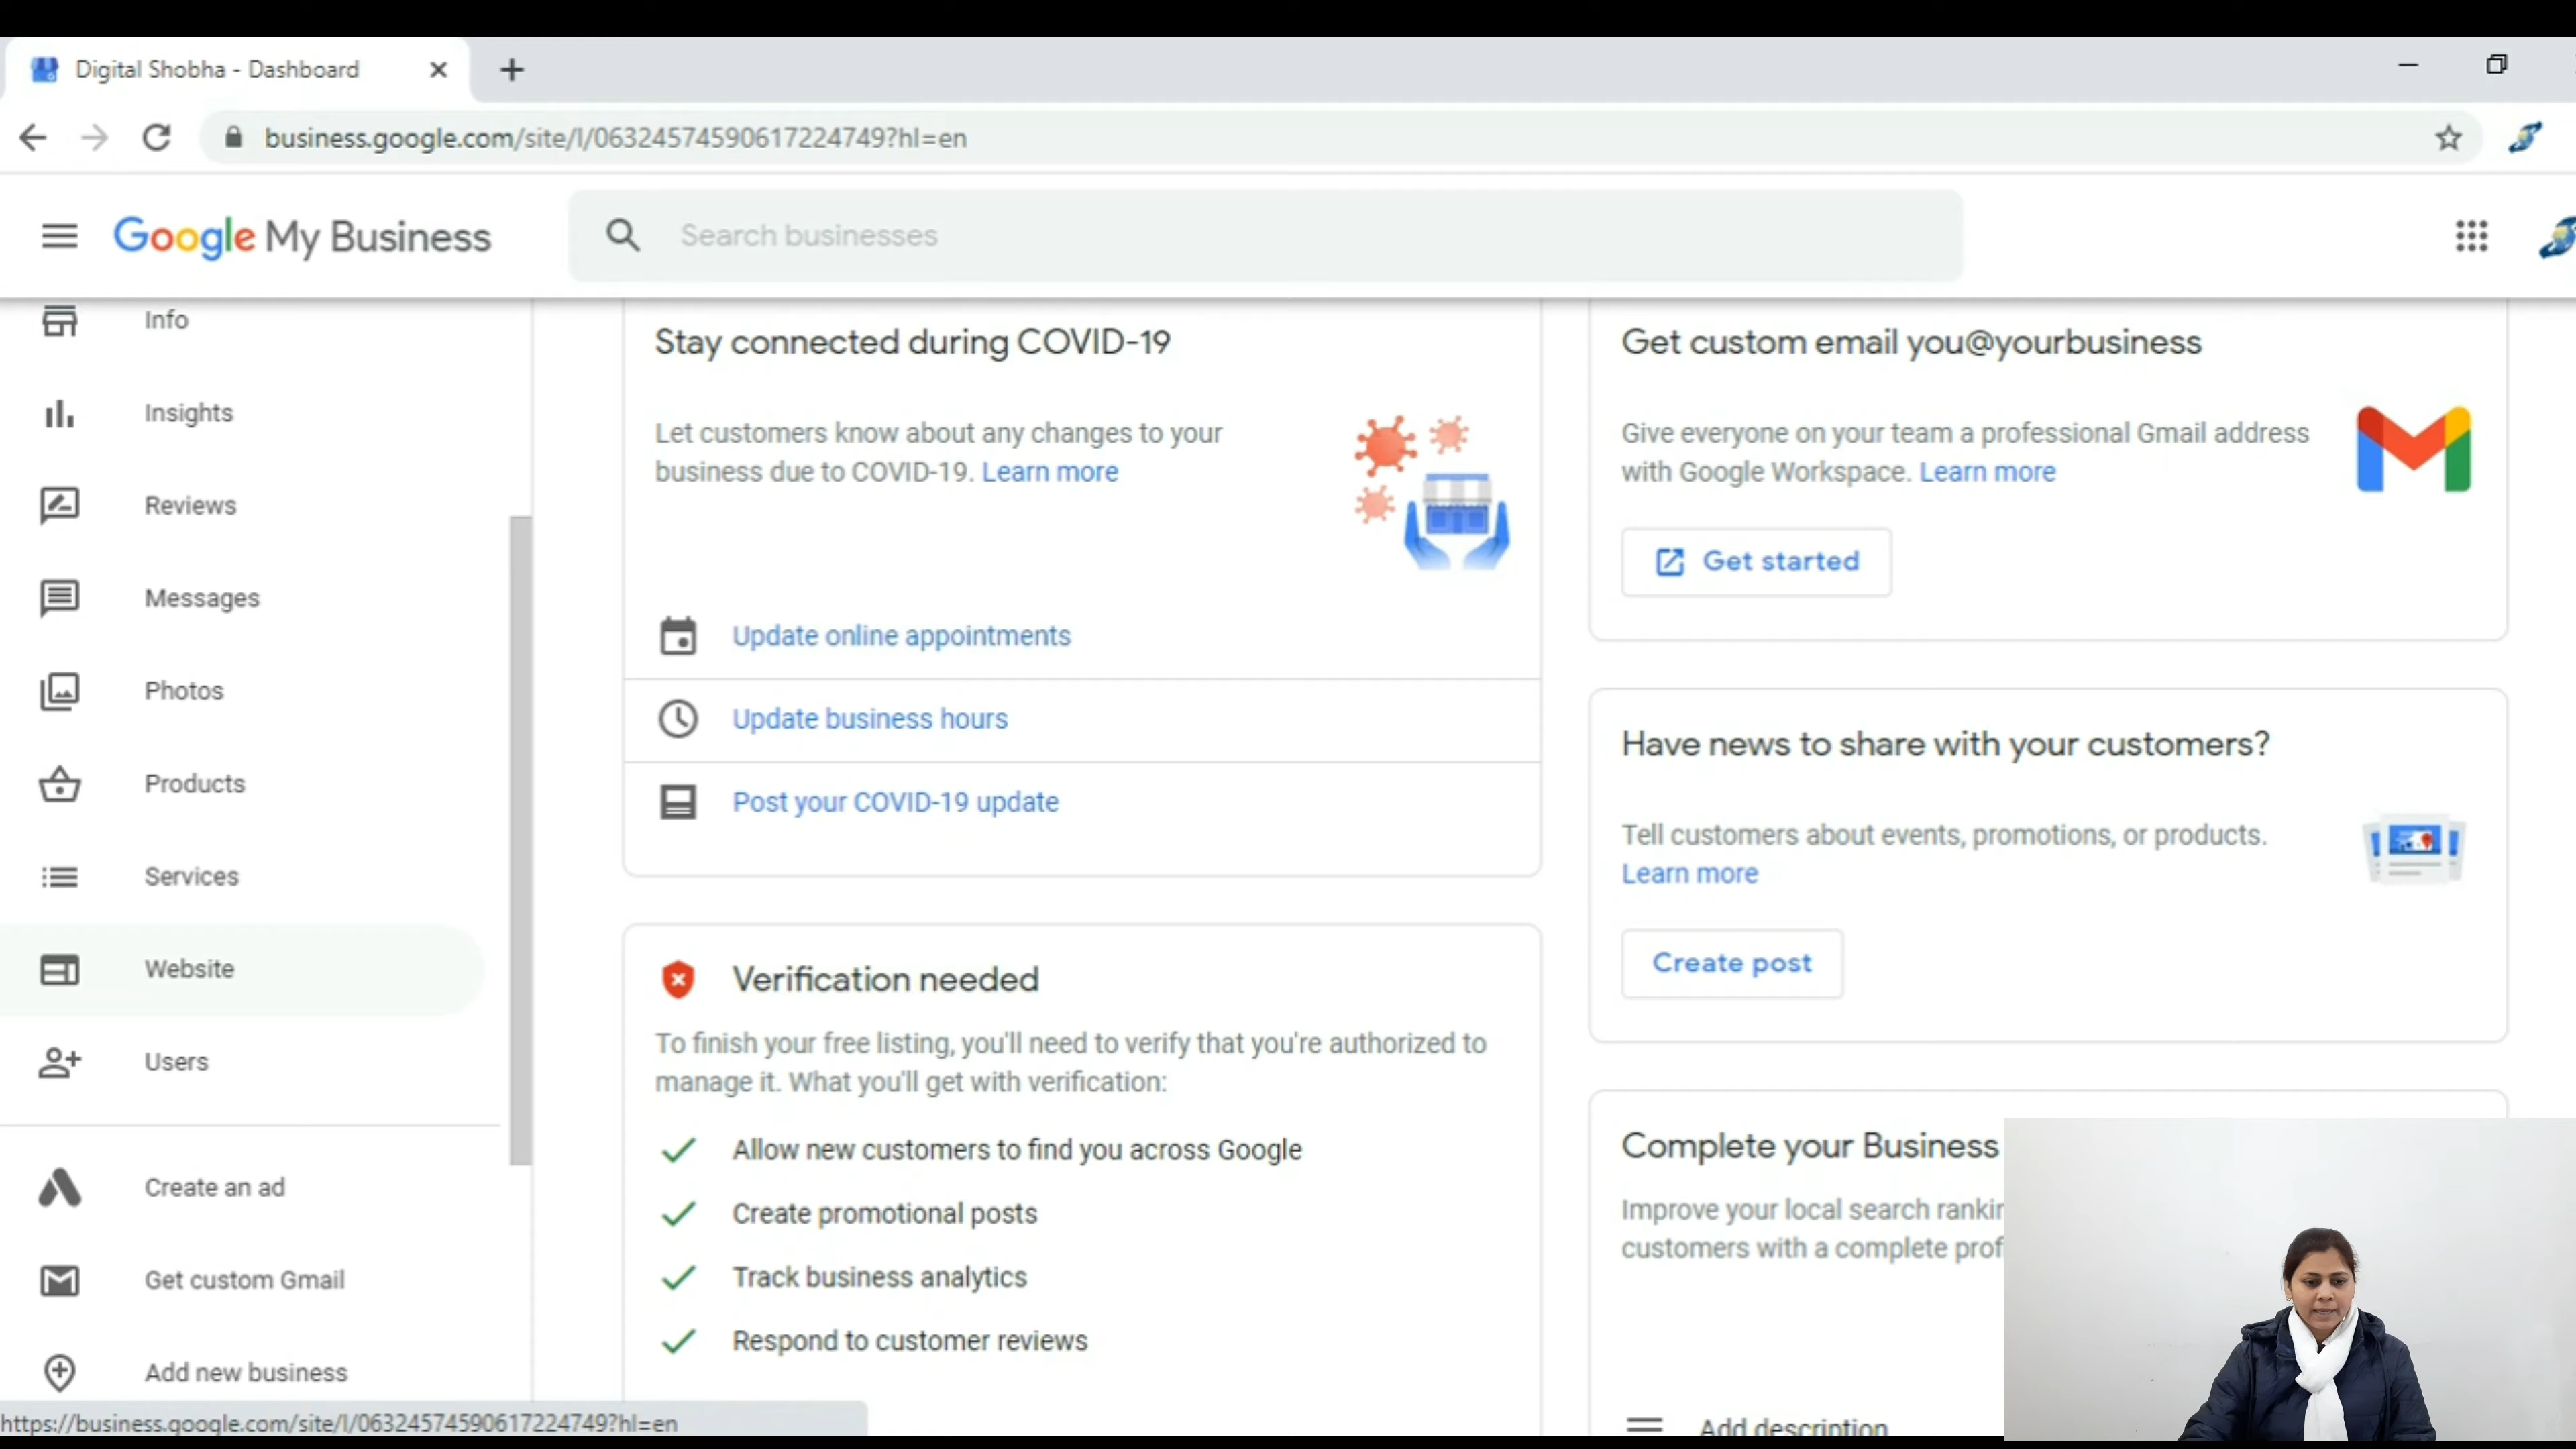 Digital Shobha - Dashboard
business.google.com/site/l/06324574590617224749?hl=en
Google My Business
Search businesses
Info
Insights
Reviews
Messages
Photos
Products
Services
Website
Users
Create an ad
Get custom Gmail
Add new business
https://business.google.com/site/l/06324574590617224749?hl=en
Stay connected during COVID-19
Let customers know about any changes to your
business due to COVID-19. Learn more
Update online appointments
Update business hours
Post your COVID-19 update
Verification needed
To finish your free listing, you'll need to verify that you're authorized to
manage it. What you'll get with verification:
Allow new customers to find you across Google
Create promotional posts
Track business analytics
Respond to customer reviews
Get custom email you@yourbusiness
Give everyone on your team a professional Gmail address
with Google Workspace. Learn more
Get started
Have news to share with your customers?
Tell customers about events, promotions, or products.
Learn more
Create post
Complete your Business
Improve your local search
customers with a complete
Add description